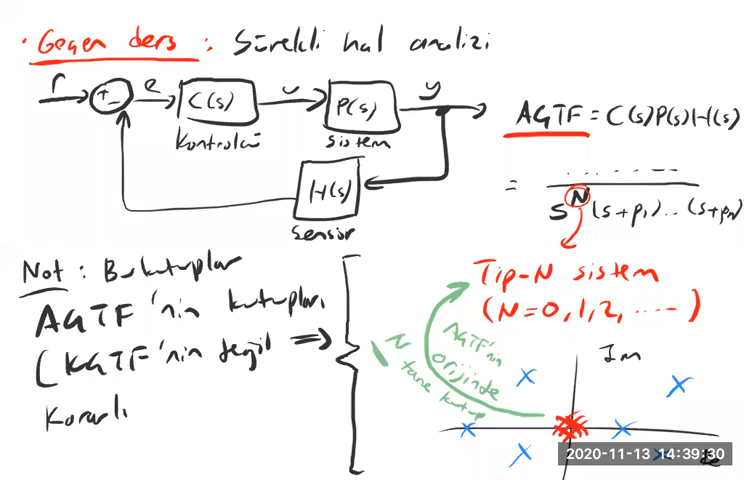 · Geçen ders : Sürekli hal analizi
r + - e C(s) u P(s) y
Kontrolcü sistem
H(s)
sensör
AGTF = C(s)P(s)H(s)
= ......
s^N (s+p₁)...(s+pₙ)
Tip-N sistem
(N=0,1,2, .....)
Not : Bu kutuplar
AGTF'nin kutupları
(KGTF'nin değil =>
Kararlı
AGTF'nin
orijinde
N
tane kutup
Im
Re
2020-11-13 14:39:30